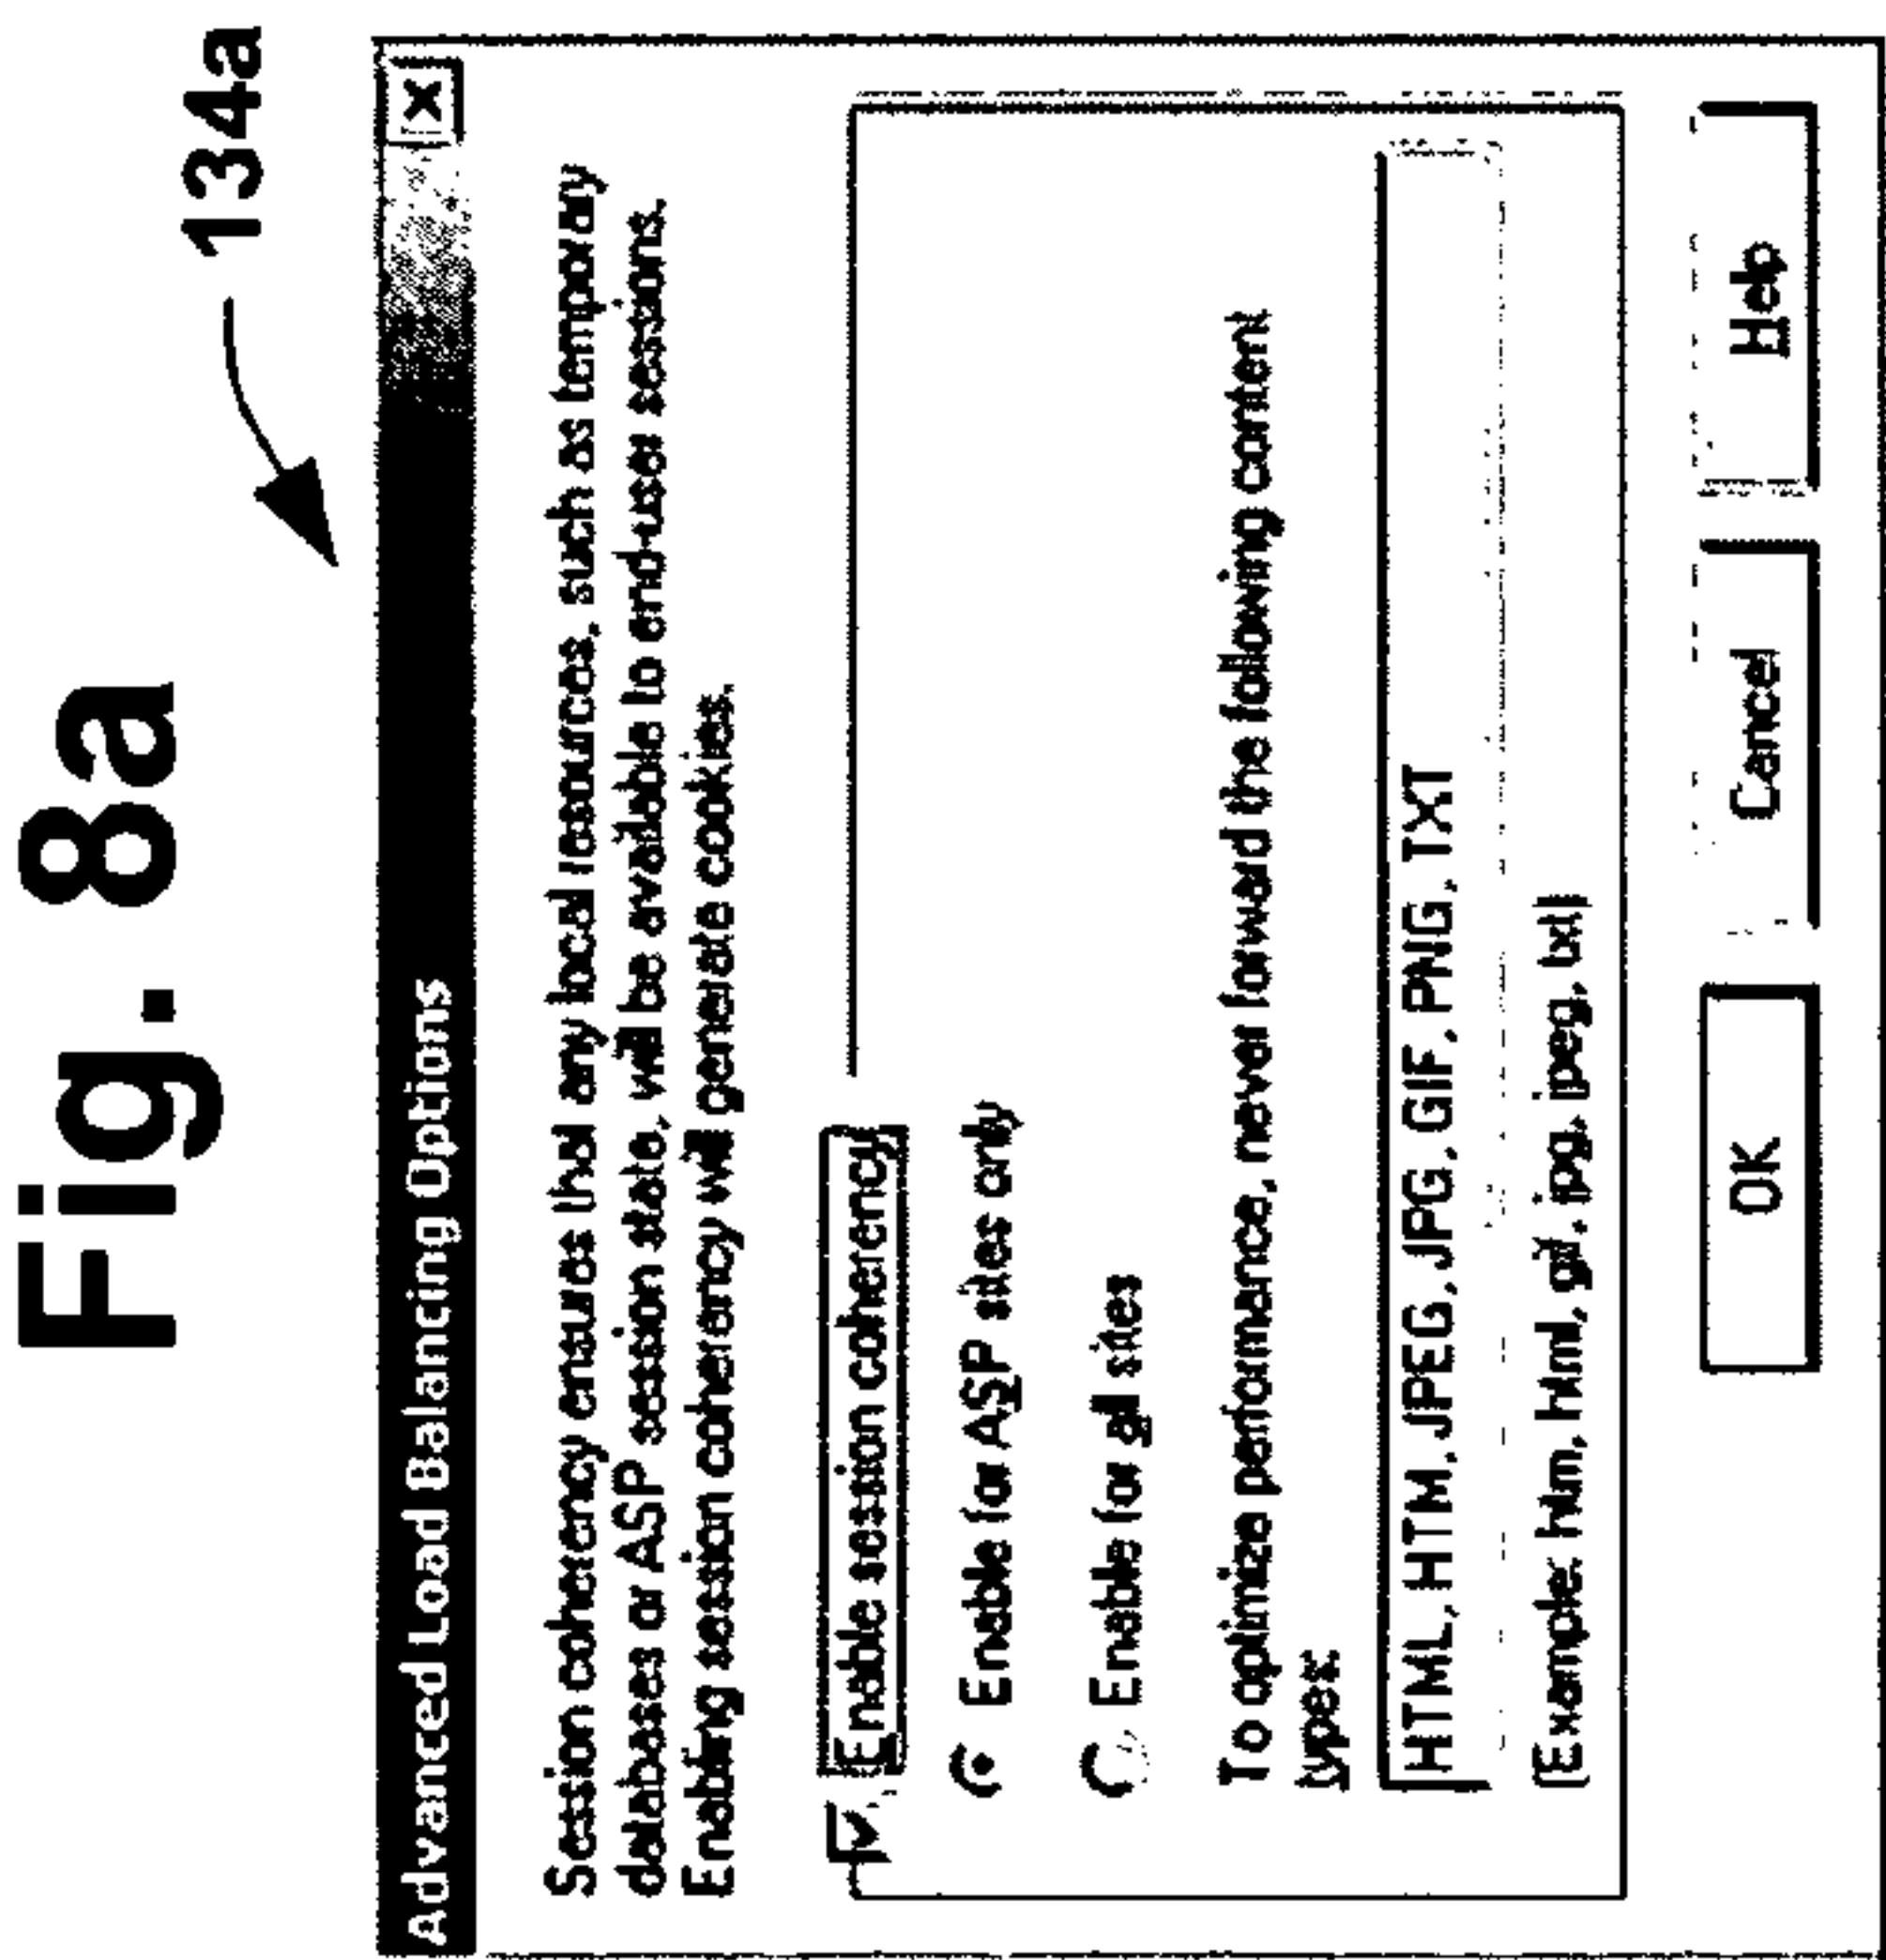 Fig. 8a
134a
Advanced Load Balancing Options
X
Session coherency ensures that any local resources, such as temporary
databases or ASP session state, will be available to end-user sessions.
Enabling session coherency will generate cookies.
Enable session coherency
Enable for ASP sites only
Enable for all sites
To optimize performance, never forward the following content
types:
HTML,HTM,JPEG,JPG,GIF,PNG,TXT
(Example: htm, html, gif, jpg, jpeg, txt)
OK
Cancel
Help